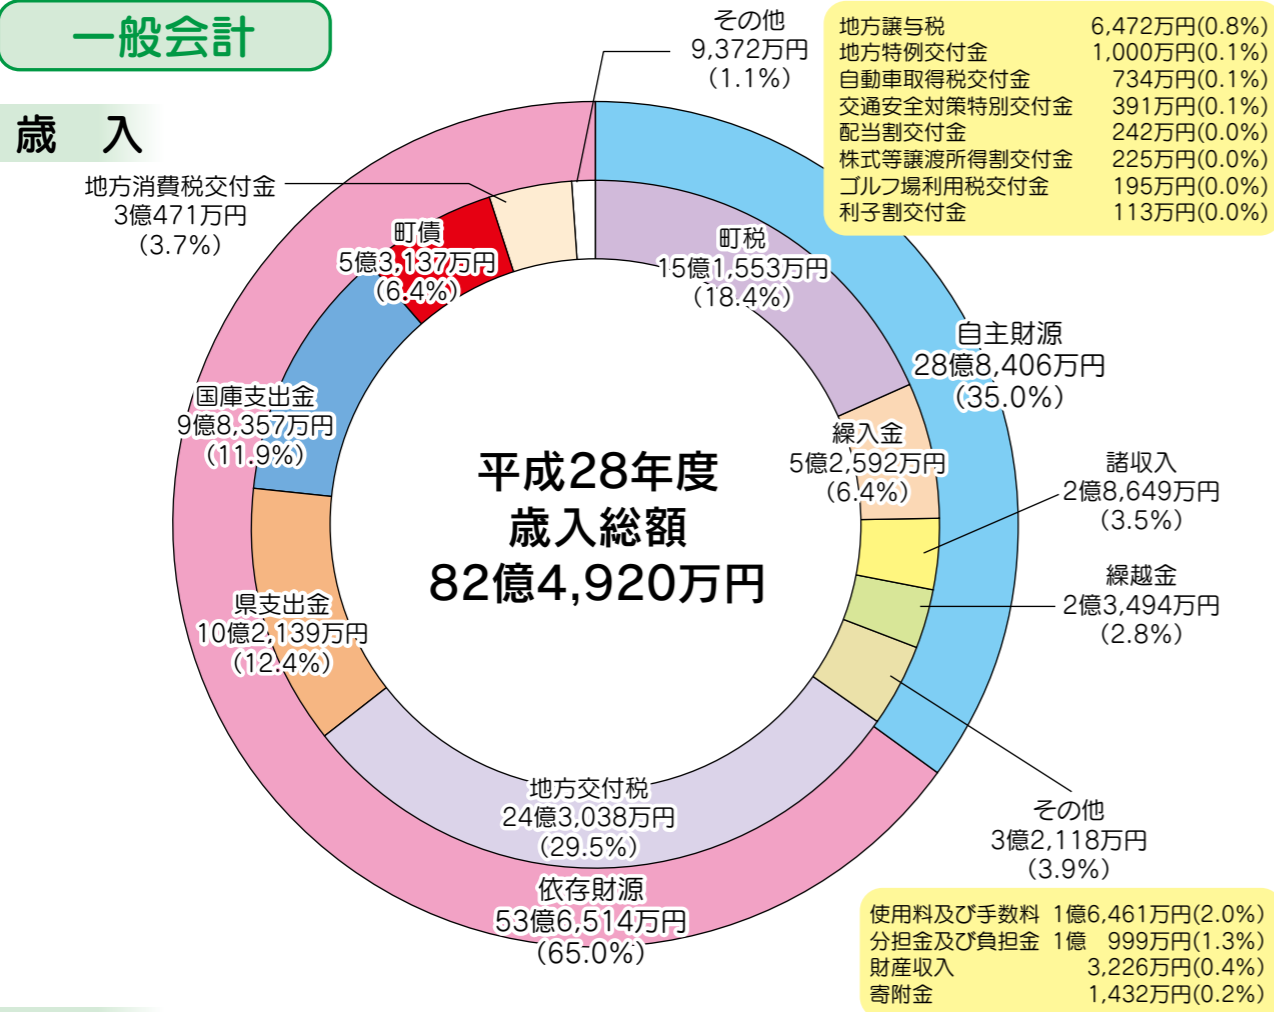 一般会計
歳　入
その他
9,372万円
(1.1%)
地方譲与税 6,472万円(0.8%)
地方特例交付金 1,000万円(0.1%)
自動車取得税交付金 734万円(0.1%)
交通安全対策特別交付金 391万円(0.1%)
配当割交付金 242万円(0.0%)
株式等譲渡所得割交付金 225万円(0.0%)
ゴルフ場利用税交付金 195万円(0.0%)
利子割交付金 113万円(0.0%)
地方消費税交付金
3億471万円
(3.7%)
町債
5億3,137万円
(6.4%)
町税
15億1,553万円
(18.4%)
自主財源
28億8,406万円
(35.0%)
国庫支出金
9億8,357万円
(11.9%)
繰入金
5億2,592万円
(6.4%)
諸収入
2億8,649万円
(3.5%)
平成28年度
歳入総額
82億4,920万円
繰越金
2億3,494万円
(2.8%)
県支出金
10億2,139万円
(12.4%)
地方交付税
24億3,038万円
(29.5%)
その他
3億2,118万円
(3.9%)
依存財源
53億6,514万円
(65.0%)
使用料及び手数料 1億6,461万円(2.0%)
分担金及び負担金 1億　999万円(1.3%)
財産収入 3,226万円(0.4%)
寄附金 1,432万円(0.2%)